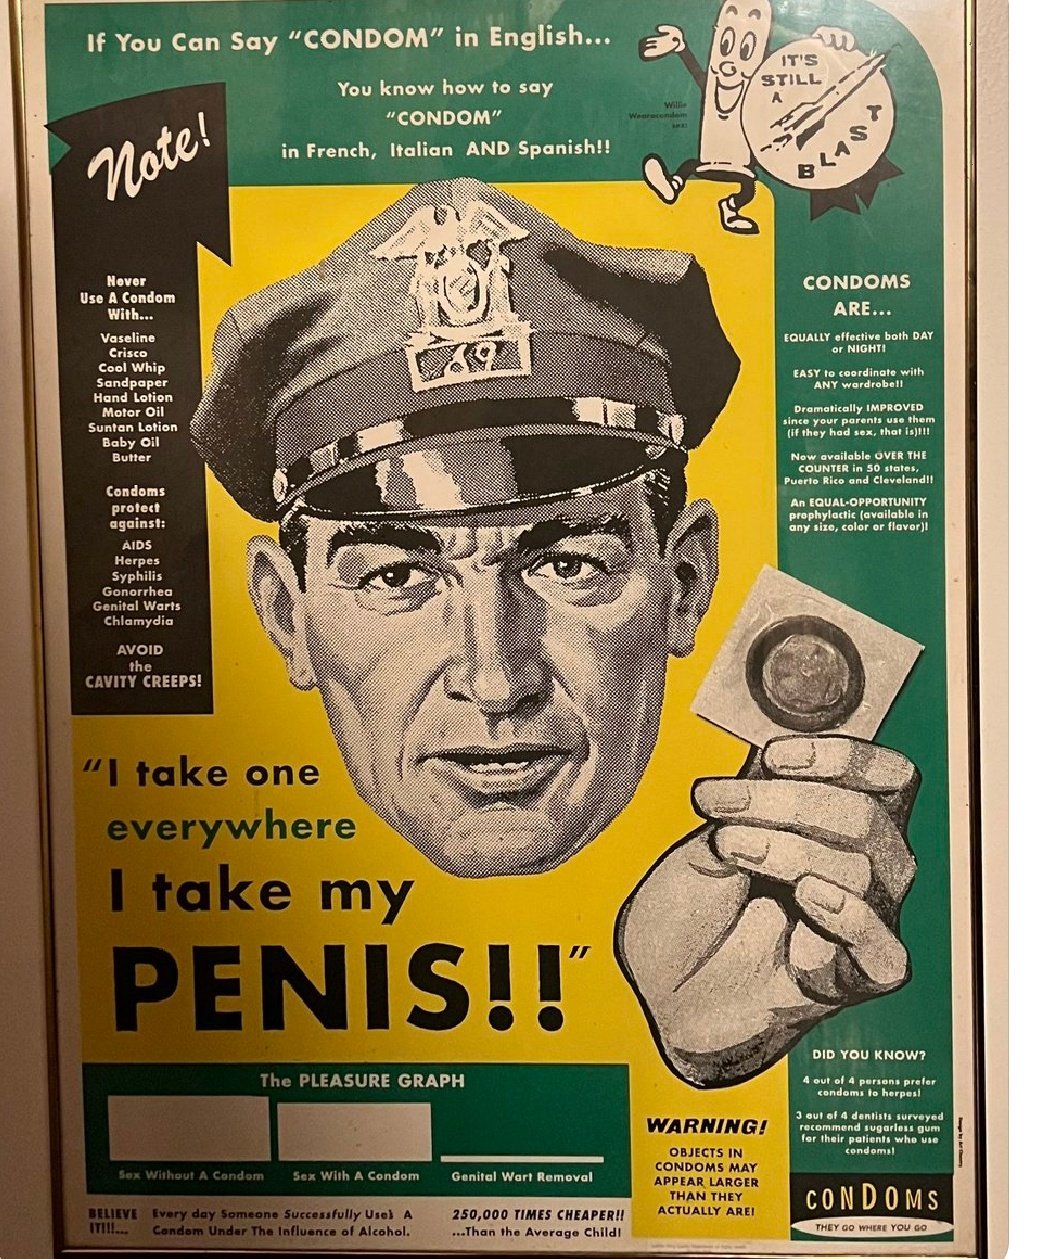 If You Can Say “CONDOM” in English...
You know how to say
“CONDOM”
in French, Italian AND Spanish!!
Willie
Wearacondom
says:
IT'S
STILL
A
BLAST
Note!
Never
Use A Condom
With...
Vaseline
Crisco
Cool Whip
Sandpaper
Hand Lotion
Motor Oil
Suntan Lotion
Baby Oil
Butter
Condoms
protect
against:
AIDS
Herpes
Syphilis
Gonorrhea
Genital Warts
Chlamydia
AVOID
the
CAVITY CREEPS!
69
CONDOMS
ARE...
EQUALLY effective both DAY
or NIGHT!
EASY to coordinate with
ANY wardrobe!!
Dramatically IMPROVED
since your parents use them
(if they had sex, that is)!!!
Now available OVER THE
COUNTER in 50 states,
Puerto Rico and Cleveland!!
An EQUAL-OPPORTUNITY
prophylactic (available in
any size, color or flavor)!
“I take one
everywhere
I take my
PENIS!!”
The PLEASURE GRAPH
Sex Without A Condom
Sex With A Condom
Genital Wart Removal
BELIEVE
IT!!...
Every day Someone Successfully Uses A
Condom Under The Influence of Alcohol.
250,000 TIMES CHEAPER!!
...Than the Average Child!
WARNING!
OBJECTS IN
CONDOMS MAY
APPEAR LARGER
THAN THEY
ACTUALLY ARE!
DID YOU KNOW?
4 out of 4 persons prefer
condoms to herpes!
3 out of 4 dentists surveyed
recommend sugarless gum
for their patients who use
condoms!
Design by Art Chantry
CONDOMS
THEY GO WHERE YOU GO